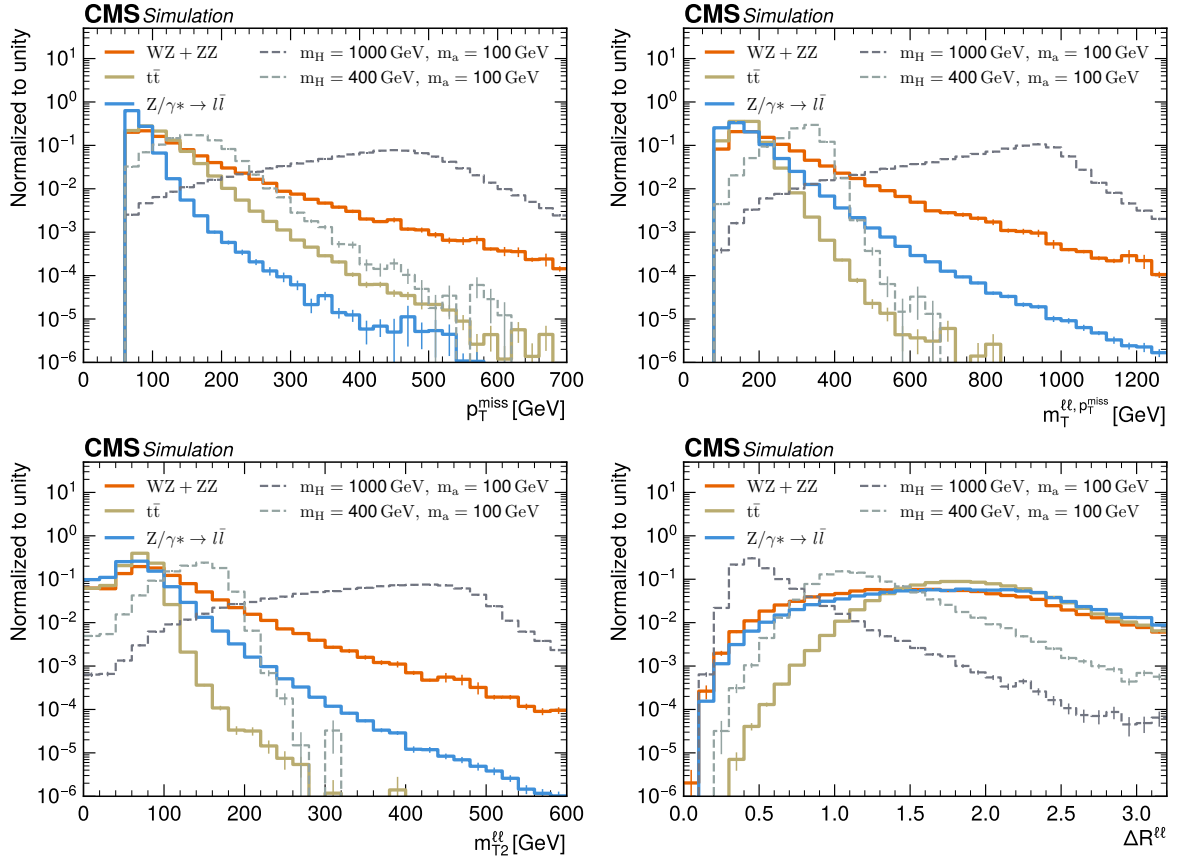 CMS Simulation
Normalized to unity
WZ + ZZ
tt̄
Z/γ* → ll̄
m_H = 1000 GeV, m_a = 100 GeV
m_H = 400 GeV, m_a = 100 GeV
10^1
10^0
10^−1
10^−2
10^−3
10^−4
10^−5
10^−6
0 100 200 300 400 500 600 700
p_T^miss [GeV]
CMS Simulation
Normalized to unity
WZ + ZZ
tt̄
Z/γ* → ll̄
m_H = 1000 GeV, m_a = 100 GeV
m_H = 400 GeV, m_a = 100 GeV
10^1
10^0
10^−1
10^−2
10^−3
10^−4
10^−5
10^−6
0 200 400 600 800 1000 1200
m_T^{ℓℓ, p_T^miss} [GeV]
CMS Simulation
Normalized to unity
WZ + ZZ
tt̄
Z/γ* → ll̄
m_H = 1000 GeV, m_a = 100 GeV
m_H = 400 GeV, m_a = 100 GeV
10^1
10^0
10^−1
10^−2
10^−3
10^−4
10^−5
10^−6
0 100 200 300 400 500 600
m_T2^ℓℓ [GeV]
CMS Simulation
Normalized to unity
WZ + ZZ
tt̄
Z/γ* → ll̄
m_H = 1000 GeV, m_a = 100 GeV
m_H = 400 GeV, m_a = 100 GeV
10^1
10^0
10^−1
10^−2
10^−3
10^−4
10^−5
10^−6
0.0 0.5 1.0 1.5 2.0 2.5 3.0
ΔR^ℓℓ